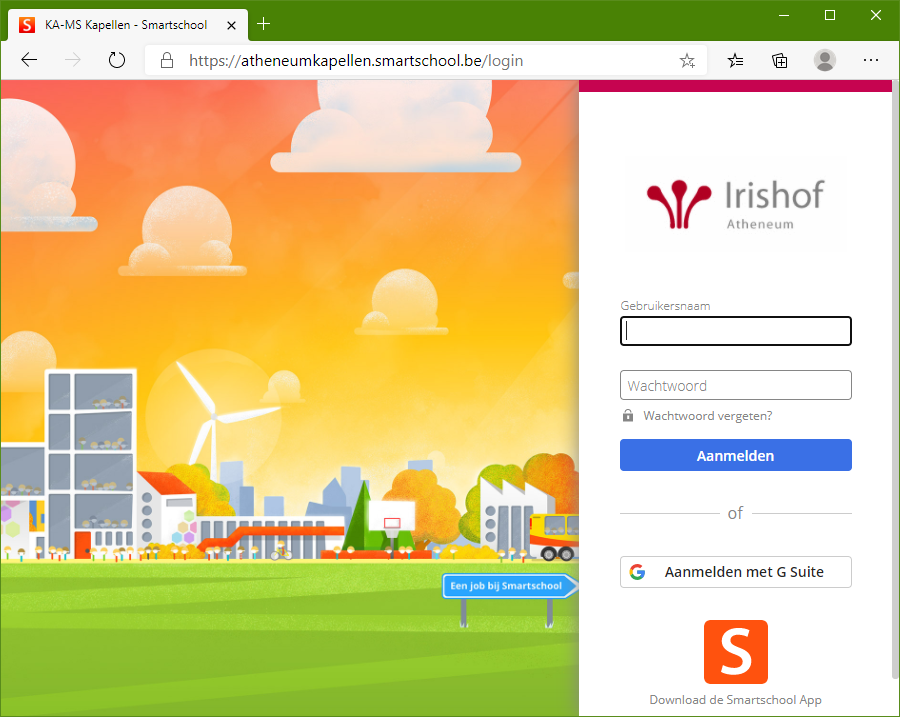 KA-MS Kapellen - Smartschool
https://atheneumkapellen.smartschool.be/login
Irishof
Atheneum
Gebruikersnaam
Wachtwoord
Wachtwoord vergeten?
Aanmelden
of
G Aanmelden met G Suite
Een job bij Smartschool
S
Download de Smartschool App